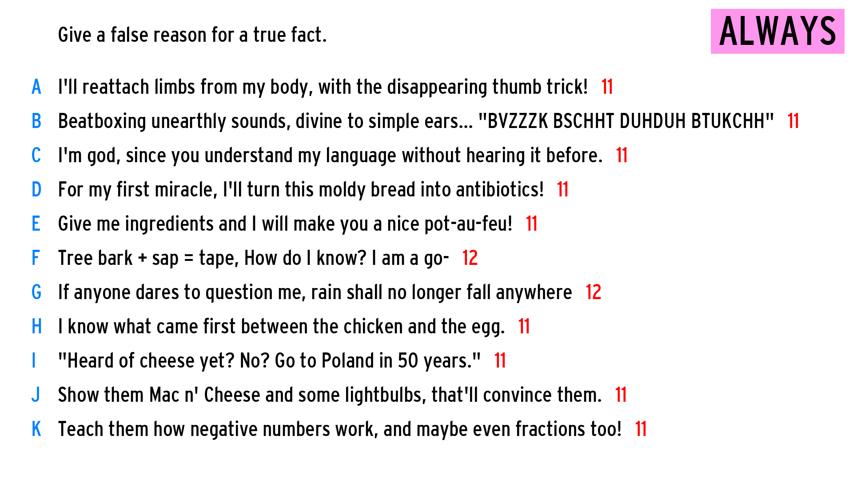 Give a false reason for a true fact.
ALWAYS
A I'll reattach limbs from my body, with the disappearing thumb trick! 11
B Beatboxing unearthly sounds, divine to simple ears... "BVZZZK BSCHHT DUHDUH BTUKCHH" 11
C I'm god, since you understand my language without hearing it before. 11
D For my first miracle, I'll turn this moldy bread into antibiotics! 11
E Give me ingredients and I will make you a nice pot-au-feu! 11
F Tree bark + sap = tape, How do I know? I am a go- 12
G If anyone dares to question me, rain shall no longer fall anywhere 12
H I know what came first between the chicken and the egg. 11
I "Heard of cheese yet? No? Go to Poland in 50 years." 11
J Show them Mac n' Cheese and some lightbulbs, that'll convince them. 11
K Teach them how negative numbers work, and maybe even fractions too! 11